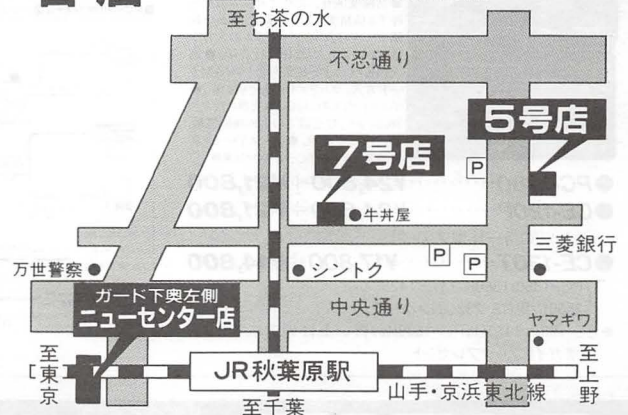 至お茶の水
不忍通り
5号店
7号店
P
●牛丼屋
三菱銀行
万世警察●
●シントク
P
P
ガード下奥左側
ニューセンター店
中央通り
ヤマギワ
至東京
JR秋葉原駅
山手・京浜東北線
至上野
至千葉